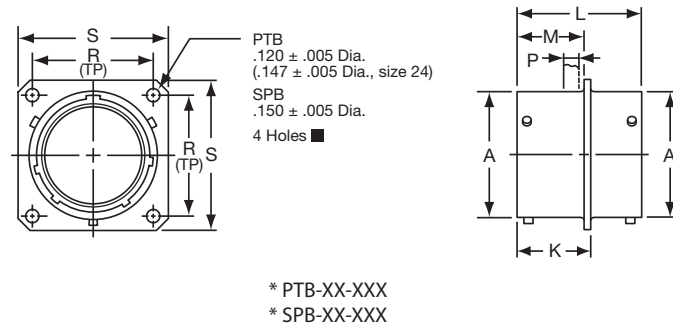 S
R
(TP)
R
(TP)
S
PTB
.120 ± .005 Dia.
(.147 ± .005 Dia., size 24)
SPB
.150 ± .005 Dia.
4 Holes ■
L
M
P
A
A
K
* PTB-XX-XXX
* SPB-XX-XXX